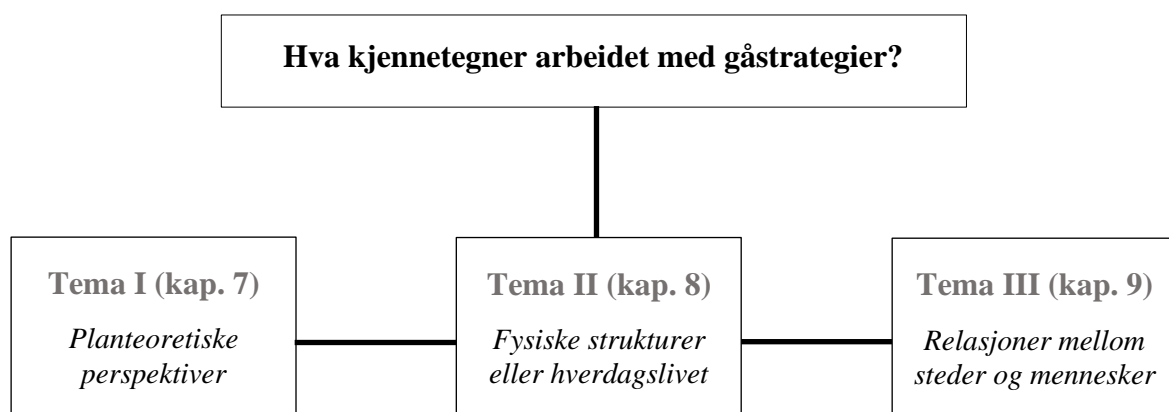 Hva kjennetegner arbeidet med gåstrategier?
Tema I (kap. 7)
Planteoretiske
perspektiver
Tema II (kap. 8)
Fysiske strukturer
eller hverdagslivet
Tema III (kap. 9)
Relasjoner mellom
steder og mennesker